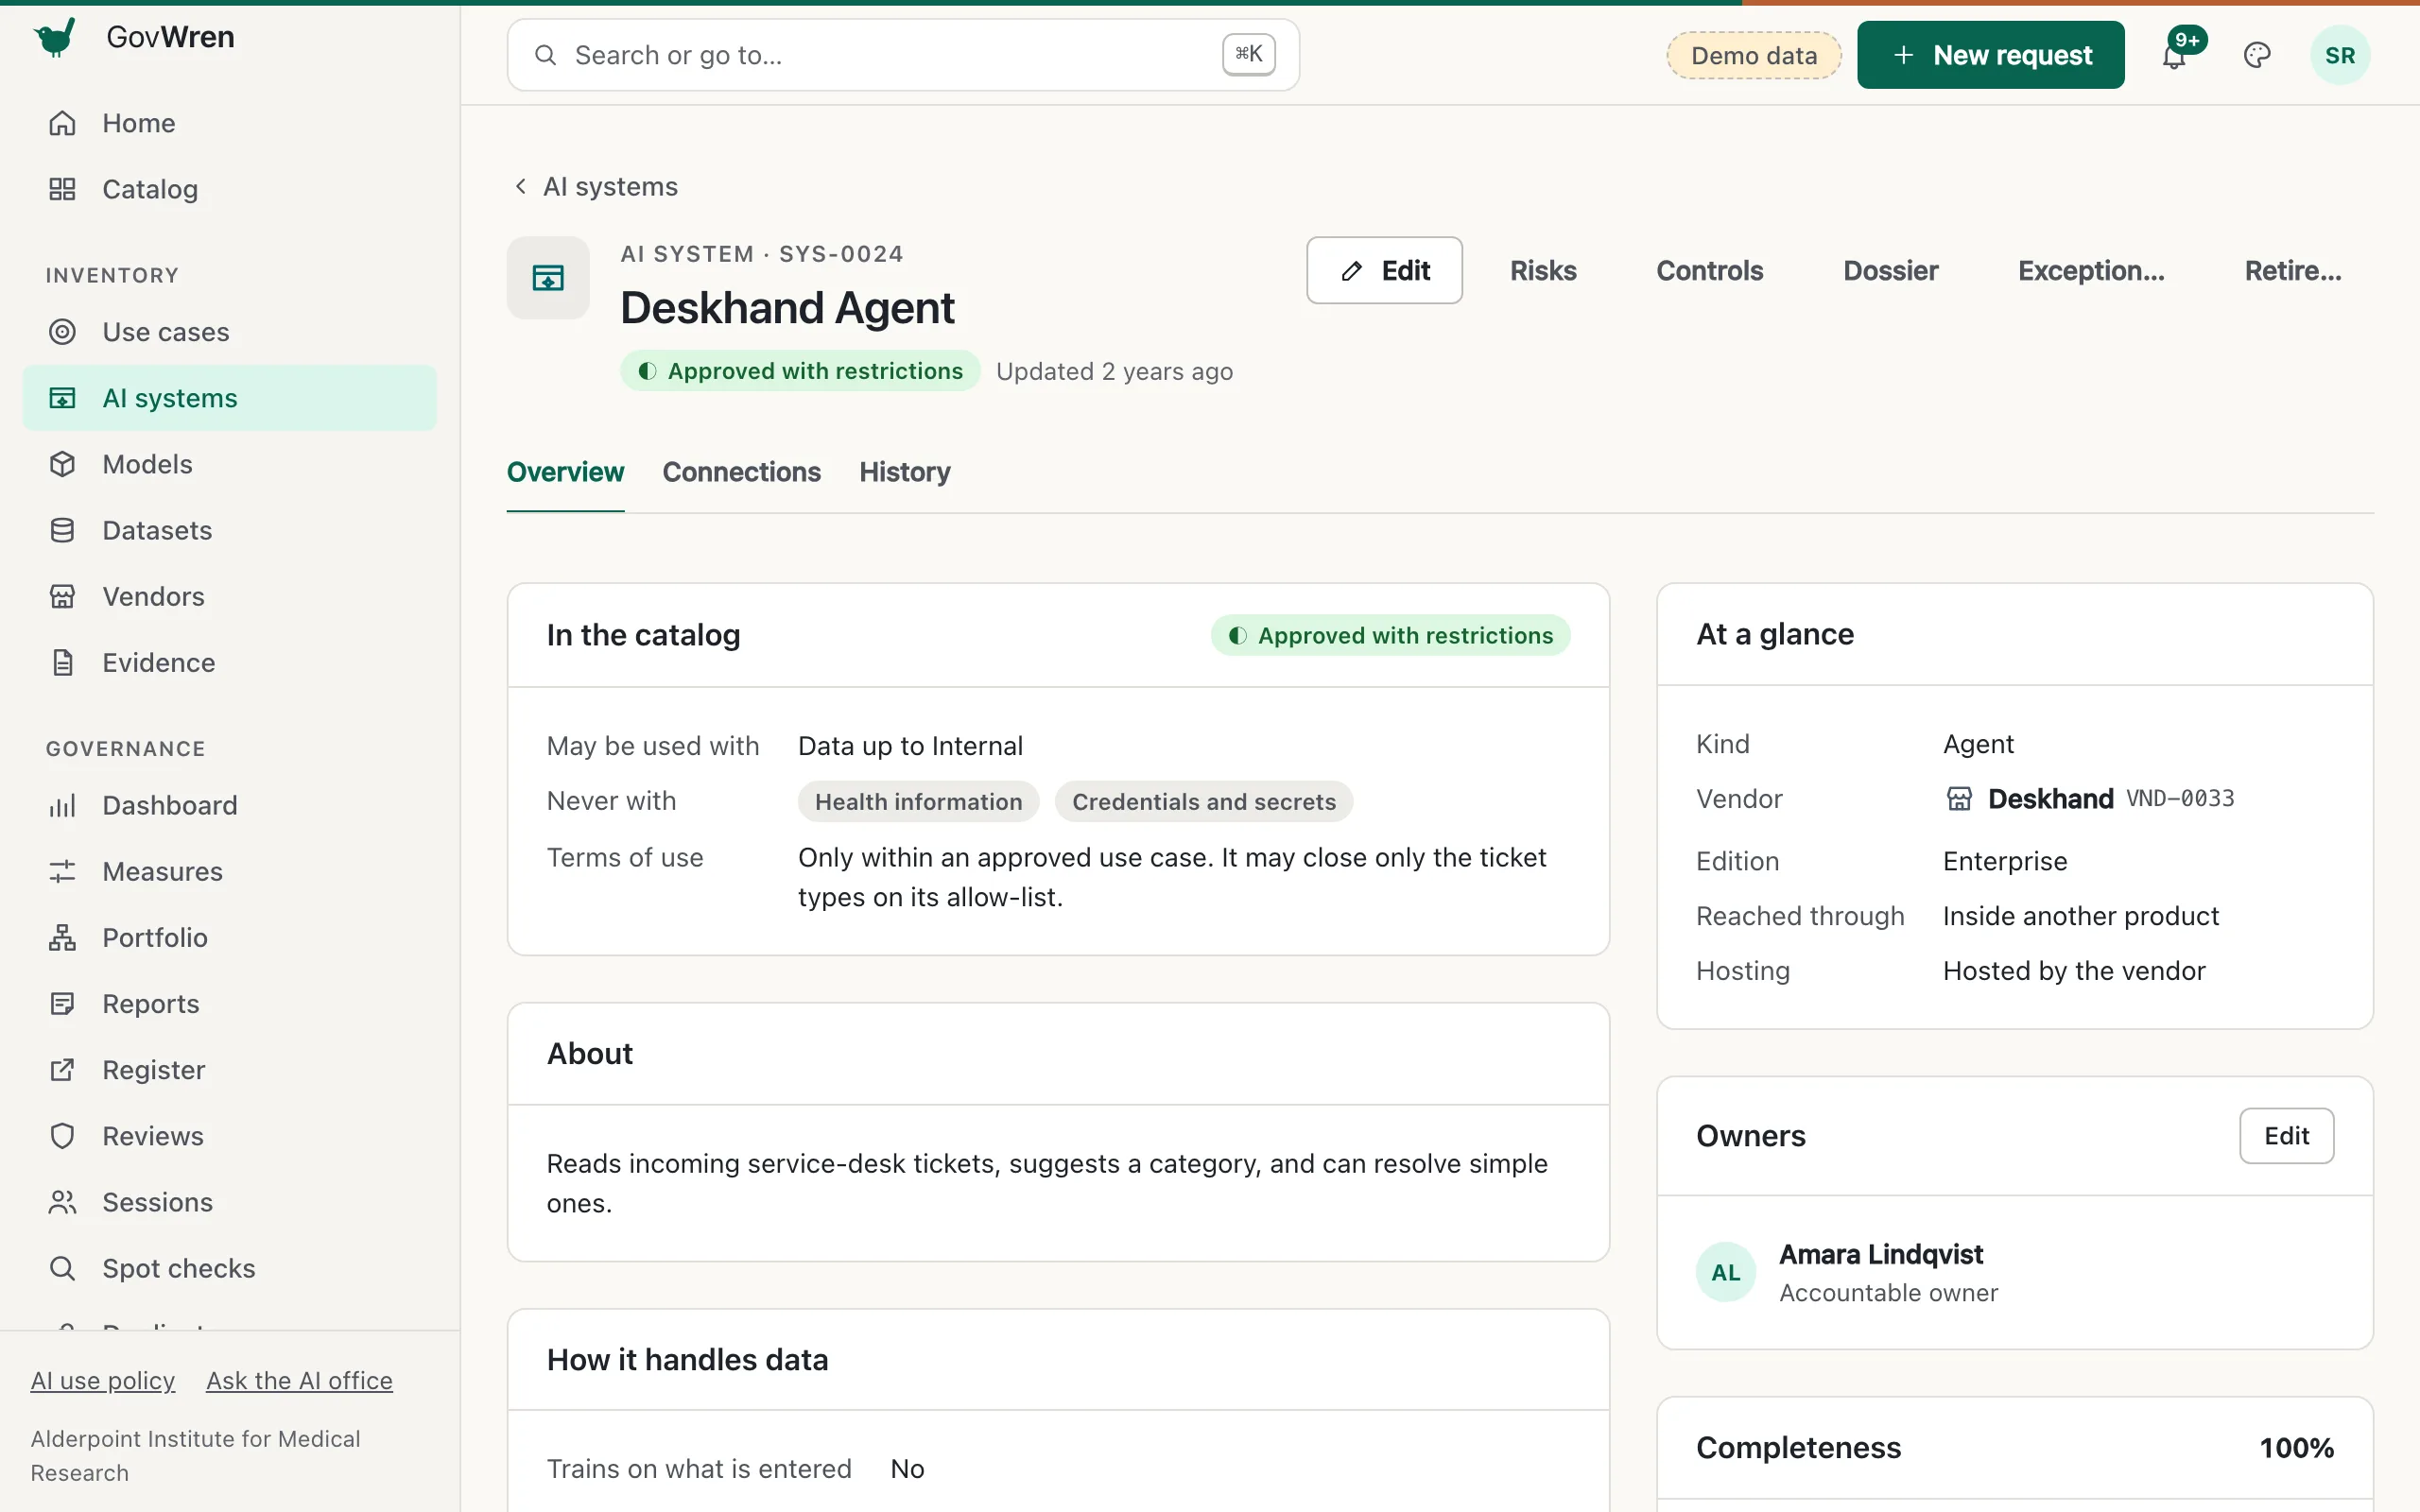 GovWren
Search or go to...
⌘K
Demo data
+ New request
9+
SR
Home
Catalog
INVENTORY
Use cases
AI systems
Models
Datasets
Vendors
Evidence
GOVERNANCE
Dashboard
Measures
Portfolio
Reports
Register
Reviews
Sessions
Spot checks
AI use policy
Ask the AI office
Alderpoint Institute for Medical
Research
AI systems
AI SYSTEM · SYS-0024
Deskhand Agent
Approved with restrictions
Updated 2 years ago
Edit
Risks
Controls
Dossier
Exception...
Retire...
Overview
Connections
History
In the catalog
Approved with restrictions
May be used with
Data up to Internal
Never with
Health information
Credentials and secrets
Terms of use
Only within an approved use case. It may close only the ticket
types on its allow-list.
About
Reads incoming service-desk tickets, suggests a category, and can resolve simple
ones.
How it handles data
Trains on what is entered
No
At a glance
Kind
Agent
Vendor
Deskhand VND-0033
Edition
Enterprise
Reached through
Inside another product
Hosting
Hosted by the vendor
Owners
Edit
AL
Amara Lindqvist
Accountable owner
Completeness
100%